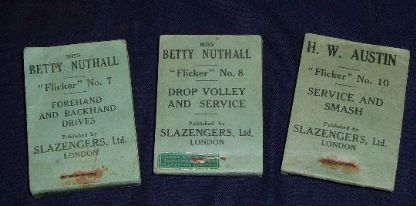 MISS
BETTY NUTHALL
"Flicker" No. 7
FOREHAND
AND BACKHAND
DRIVES
Published by
SLAZENGERS, Ltd.
LONDON
MISS
BETTY NUTHALL
"Flicker" No. 8
DROP VOLLEY
AND SERVICE
Published by
SLAZENGERS, Ltd.
LONDON
H. W. AUSTIN
"Flicker" No. 10
SERVICE AND
SMASH
Published by
SLAZENGERS, Ltd.
LONDON